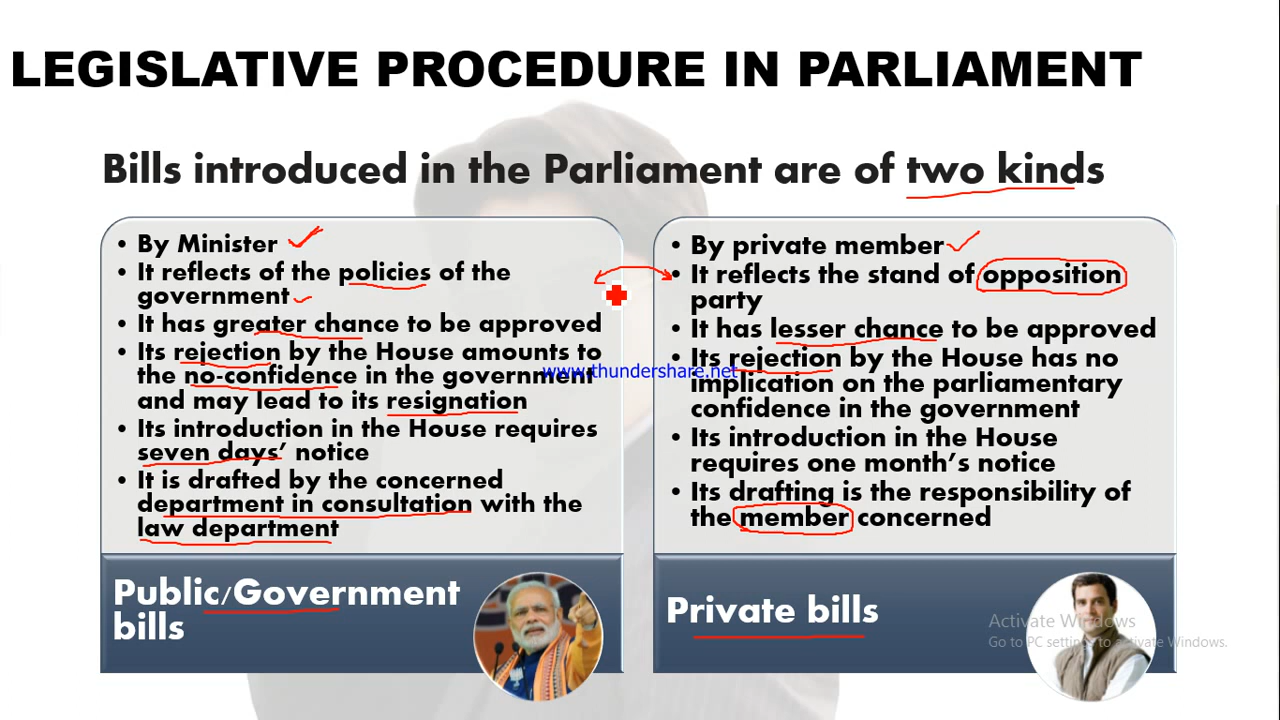 LEGISLATIVE PROCEDURE IN PARLIAMENT
Bills introduced in the Parliament are of two kinds
• By Minister
• It reflects of the policies of the
government
• It has greater chance to be approved
• Its rejection by the House amounts to
the no-confidence in the government
and may lead to its resignation
• Its introduction in the House requires
seven days' notice
• It is drafted by the concerned
department in consultation with the
law department
Public/Government
bills
• By private member
• It reflects the stand of opposition
party
• It has lesser chance to be approved
• Its rejection by the House has no
implication on the parliamentary
confidence in the government
• Its introduction in the House
requires one month's notice
• Its drafting is the responsibility of
the member concerned
Private bills
www.thundershare.net
Activate Windows
Go to PC settings to activate Windows.